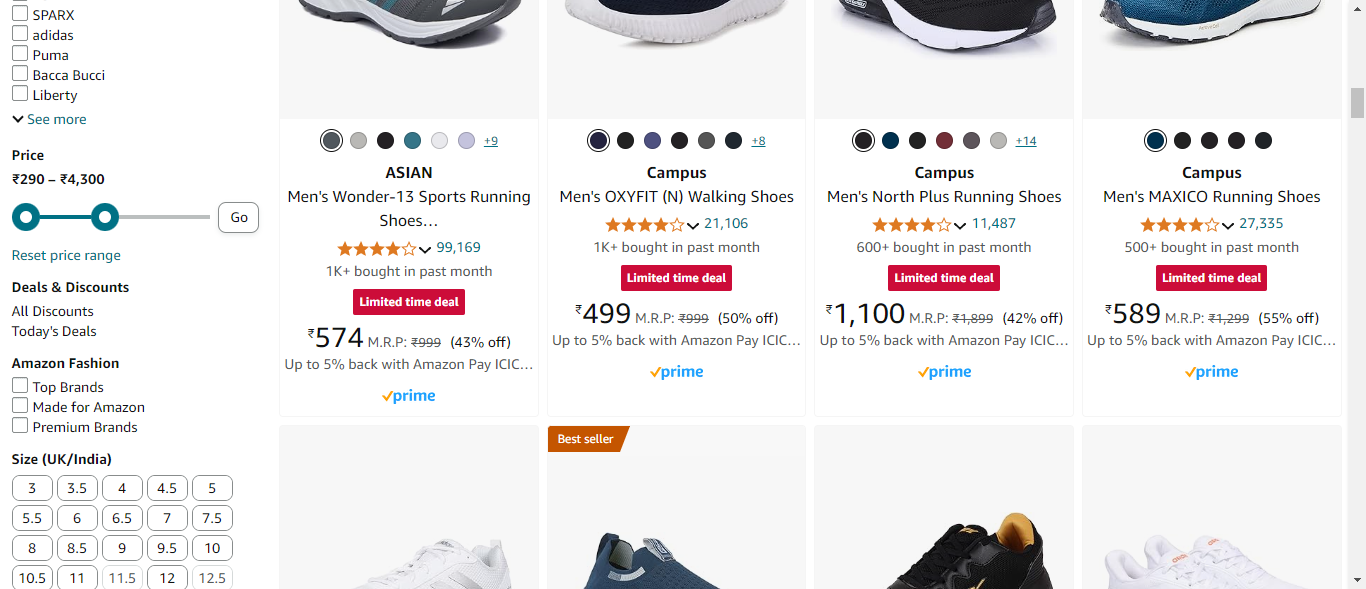 SPARX
adidas
Puma
Bacca Bucci
Liberty
See more
Price
₹290 – ₹4,300
Go
Reset price range
Deals & Discounts
All Discounts
Today's Deals
Amazon Fashion
Top Brands
Made for Amazon
Premium Brands
Size (UK/India)
3 3.5 4 4.5 5
5.5 6 6.5 7 7.5
8 8.5 9 9.5 10
10.5 11 11.5 12 12.5
+9
ASIAN
Men's Wonder-13 Sports Running
Shoes…
99,169
1K+ bought in past month
Limited time deal
₹574 M.R.P: ₹999 (43% off)
Up to 5% back with Amazon Pay ICIC…
prime
+8
Campus
Men's OXYFIT (N) Walking Shoes
21,106
1K+ bought in past month
Limited time deal
₹499 M.R.P: ₹999 (50% off)
Up to 5% back with Amazon Pay ICIC…
prime
+14
Campus
Men's North Plus Running Shoes
11,487
600+ bought in past month
Limited time deal
₹1,100 M.R.P: ₹1,899 (42% off)
Up to 5% back with Amazon Pay ICIC…
prime
Campus
Men's MAXICO Running Shoes
27,335
500+ bought in past month
Limited time deal
₹589 M.R.P: ₹1,299 (55% off)
Up to 5% back with Amazon Pay ICIC…
prime
Best seller